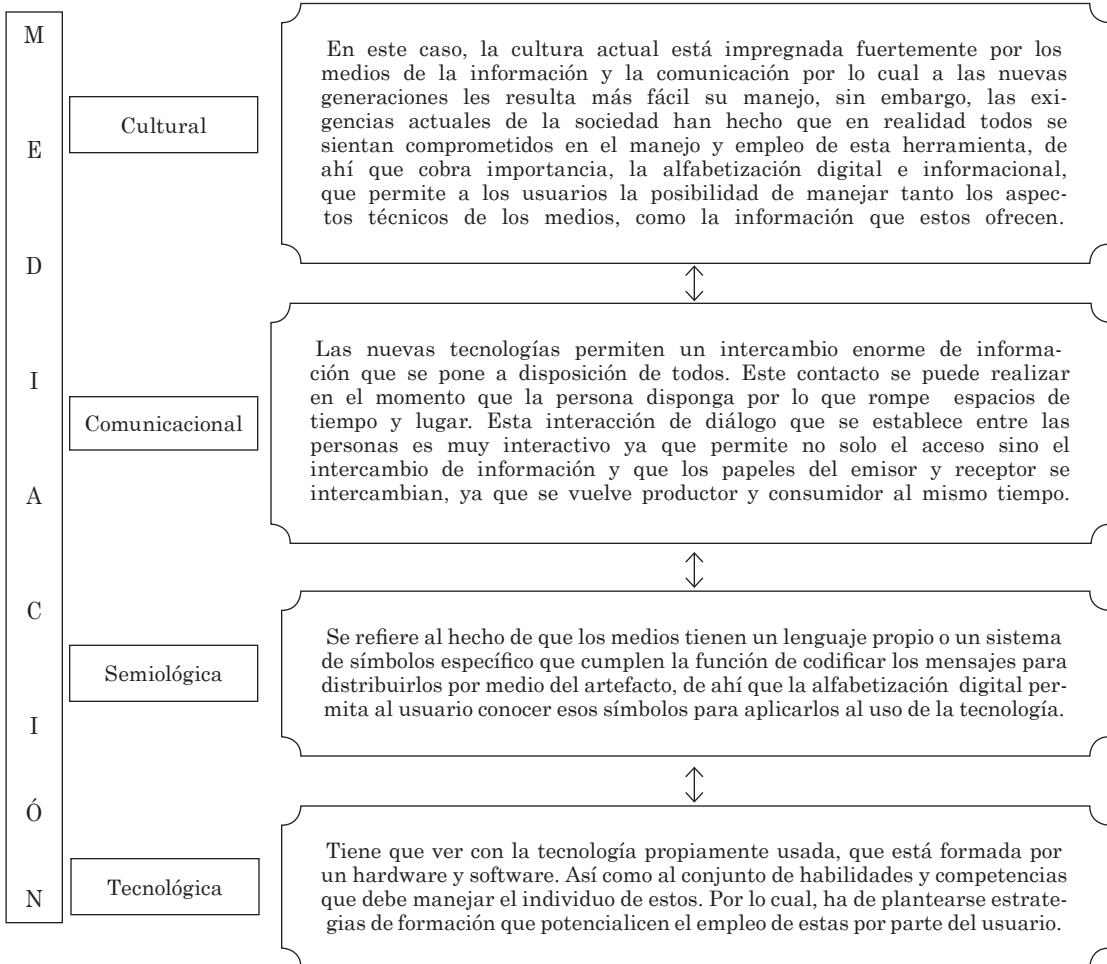 MEDIACIÓN
Cultural
En este caso, la cultura actual está impregnada fuertemente por los
medios de la información y la comunicación por lo cual a las nuevas
generaciones les resulta más fácil su manejo, sin embargo, las exi-
gencias actuales de la sociedad han hecho que en realidad todos se
sientan comprometidos en el manejo y empleo de esta herramienta, de
ahí que cobra importancia, la alfabetización digital e informacional,
que permite a los usuarios la posibilidad de manejar tanto los aspec-
tos técnicos de los medios, como la información que estos ofrecen.
Comunicacional
Las nuevas tecnologías permiten un intercambio enorme de informa-
ción que se pone a disposición de todos. Este contacto se puede realizar
en el momento que la persona disponga por lo que rompe espacios de
tiempo y lugar. Esta interacción de diálogo que se establece entre las
personas es muy interactivo ya que permite no solo el acceso sino el
intercambio de información y que los papeles del emisor y receptor se
intercambian, ya que se vuelve productor y consumidor al mismo tiempo.
Semiológica
Se refiere al hecho de que los medios tienen un lenguaje propio o un sistema
de símbolos específico que cumplen la función de codificar los mensajes para
distribuirlos por medio del artefacto, de ahí que la alfabetización digital per-
mita al usuario conocer esos símbolos para aplicarlos al uso de la tecnología.
Tecnológica
Tiene que ver con la tecnología propiamente usada, que está formada por
un hardware y software. Así como al conjunto de habilidades y competencias
que debe manejar el individuo de estos. Por lo cual, ha de plantearse estrate-
gias de formación que potencialicen el empleo de estas por parte del usuario.